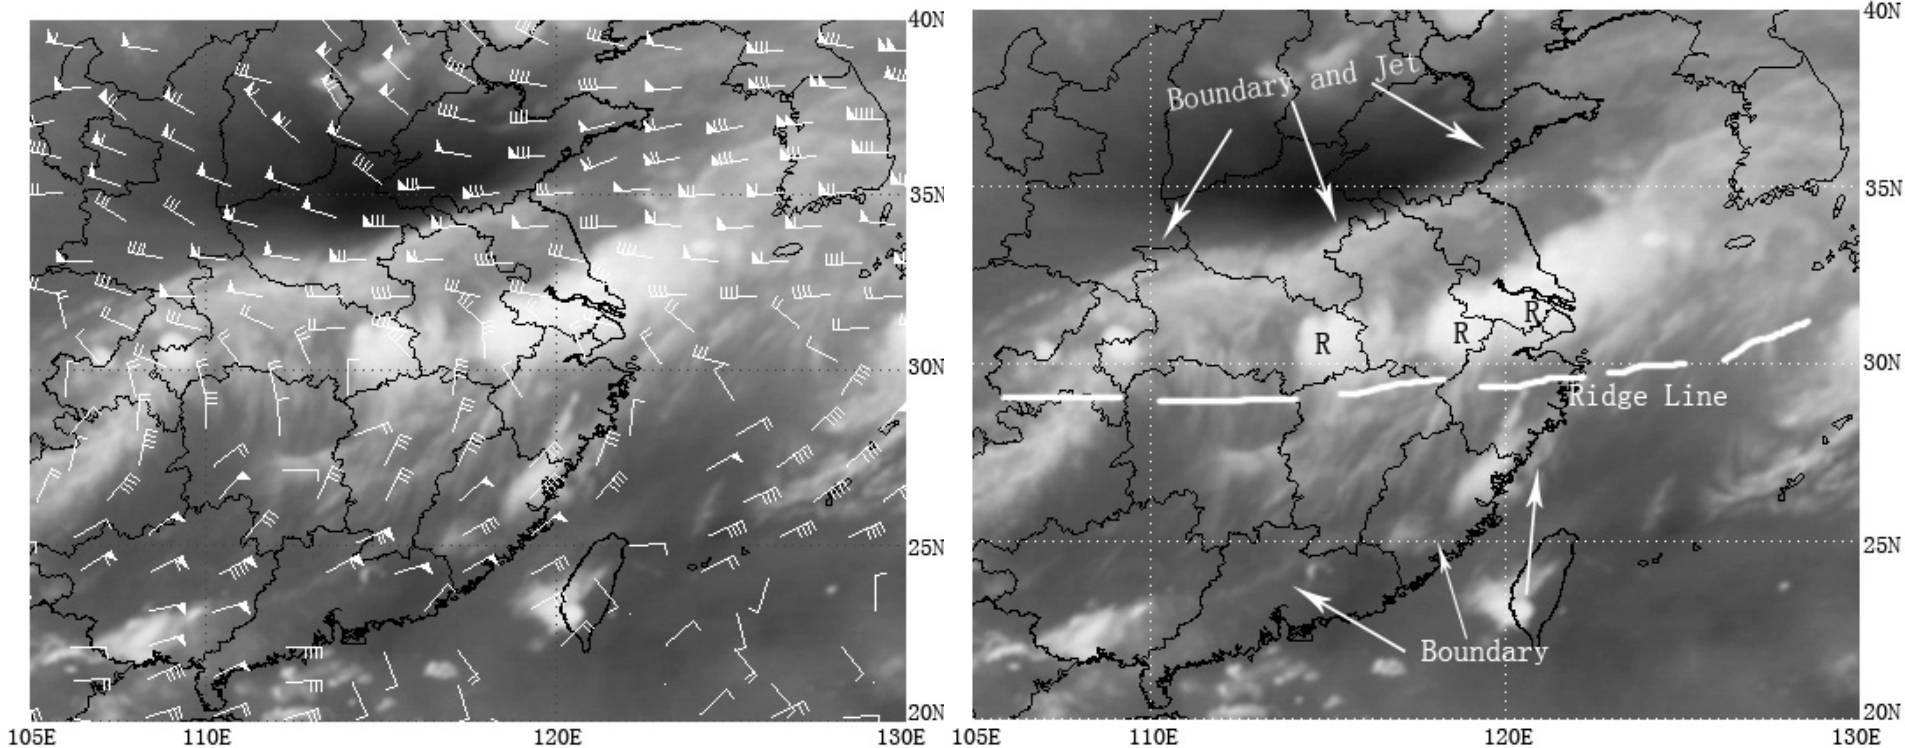 40N
35N
30N
25N
20N
105E
110E
120E
130E
40N
Boundary and Jet
35N
R
R
R
30N
Ridge Line
25N
Boundary
20N
105E
110E
120E
130E